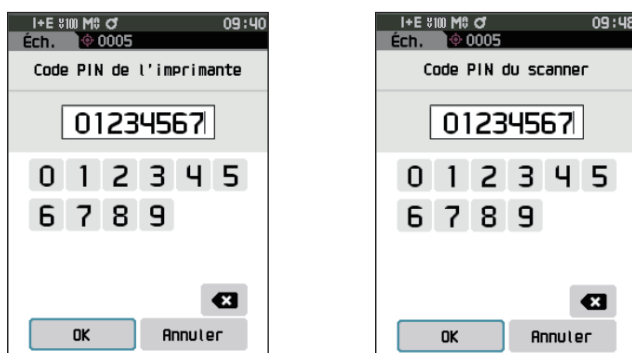 I+E M 09:40
Éch. 0005
Code PIN de l'imprimante
01234567
0 1 2 3 4 5
6 7 8 9
OK Annuler
I+E M 09:48
Éch. 0005
Code PIN du scanner
01234567
0 1 2 3 4 5
6 7 8 9
OK Annuler